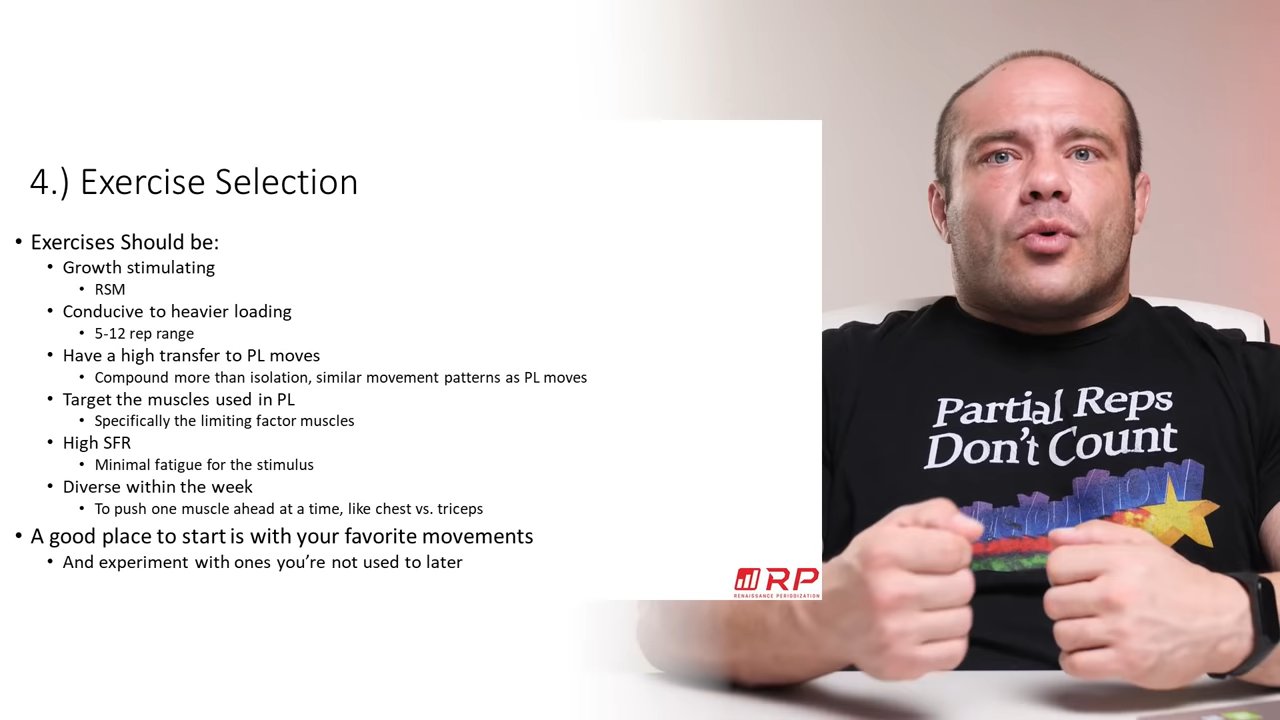 4.) Exercise Selection
• Exercises Should be:
• Growth stimulating
• RSM
• Conducive to heavier loading
• 5-12 rep range
• Have a high transfer to PL moves
• Compound more than isolation, similar movement patterns as PL moves
• Target the muscles used in PL
• Specifically the limiting factor muscles
• High SFR
• Minimal fatigue for the stimulus
• Diverse within the week
• To push one muscle ahead at a time, like chest vs. triceps
• A good place to start is with your favorite movements
• And experiment with ones you're not used to later
RP
RENAISSANCE PERIODIZATION
Partial Reps
Don't Count